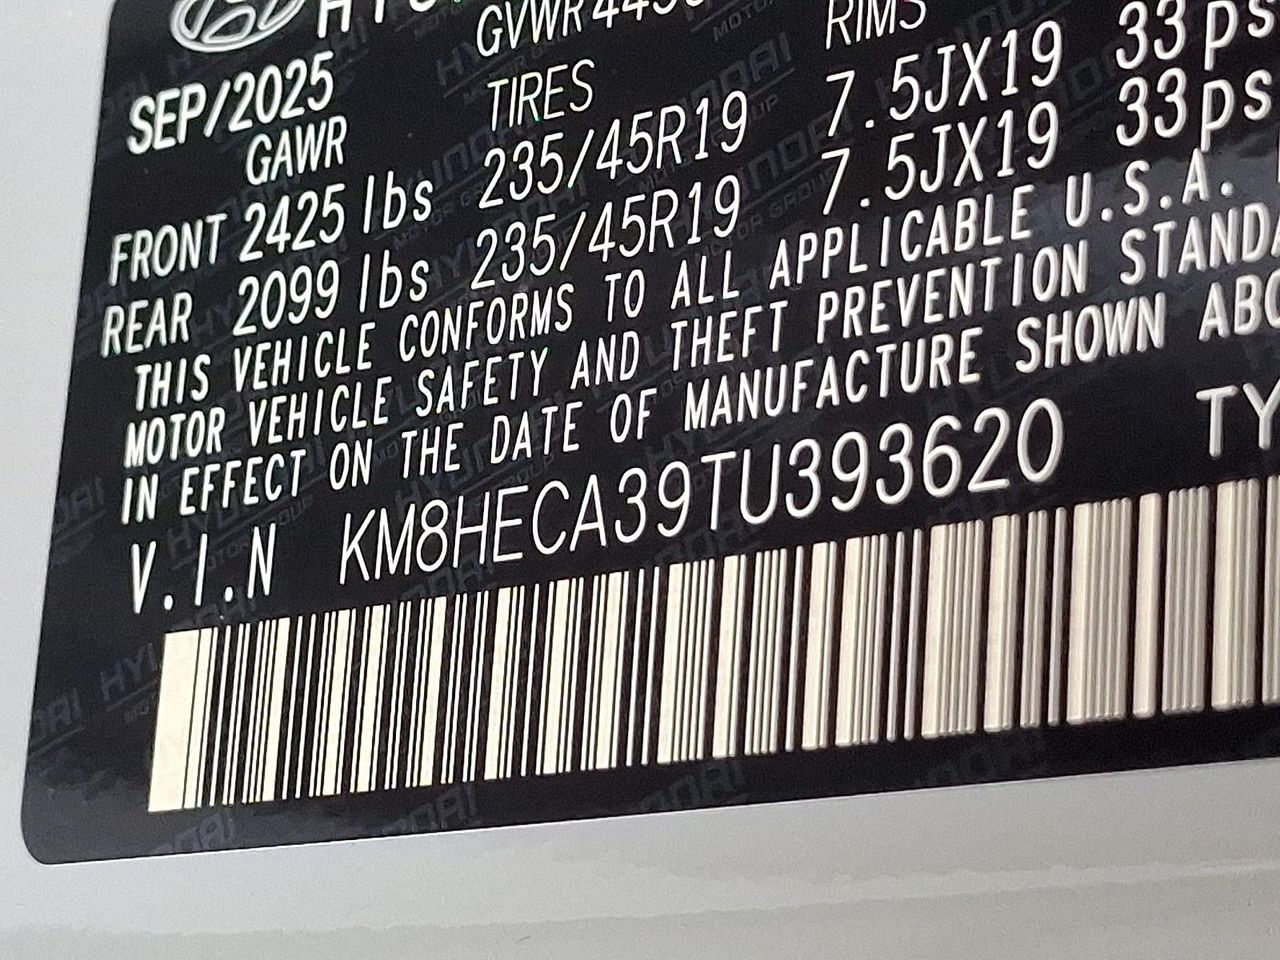 SEP/2025
GAWR TIRES RIMS
FRONT 2425 lbs 235/45R19 7.5JX19 33
REAR 2099 lbs 235/45R19 7.5JX19 33
THIS VEHICLE CONFORMS TO ALL APPLICABLE U.S.A.
MOTOR VEHICLE SAFETY AND THEFT PREVENTION
IN EFFECT ON THE DATE OF MANUFACTURE SHOWN
V.I.N KM8HECA39TU393620